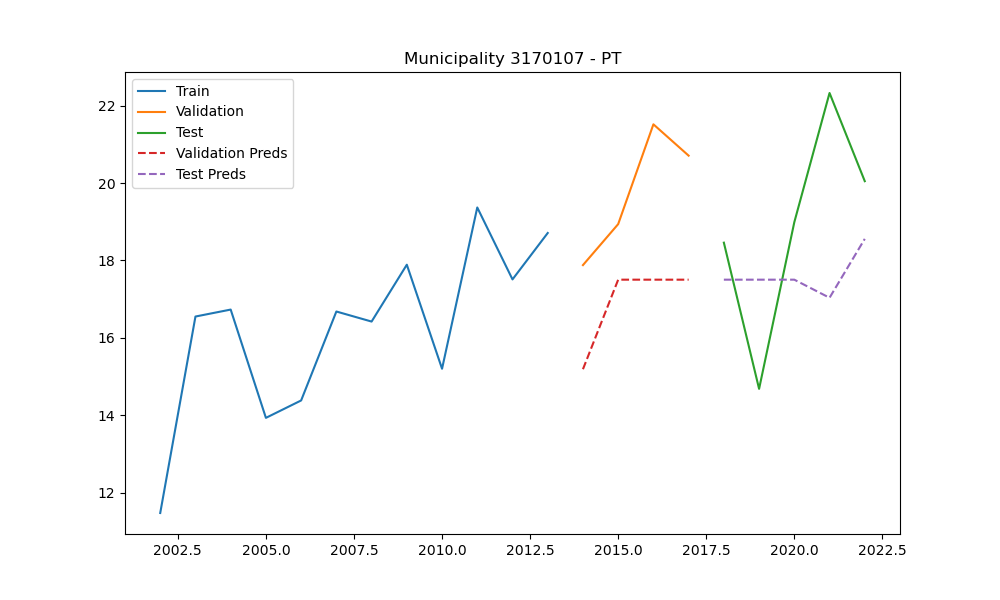 Municipality 3170107 - PT
Train
Validation
Test
Validation Preds
Test Preds
22
20
18
16
14
12
2002.5 2005.0 2007.5 2010.0 2012.5 2015.0 2017.5 2020.0 2022.5